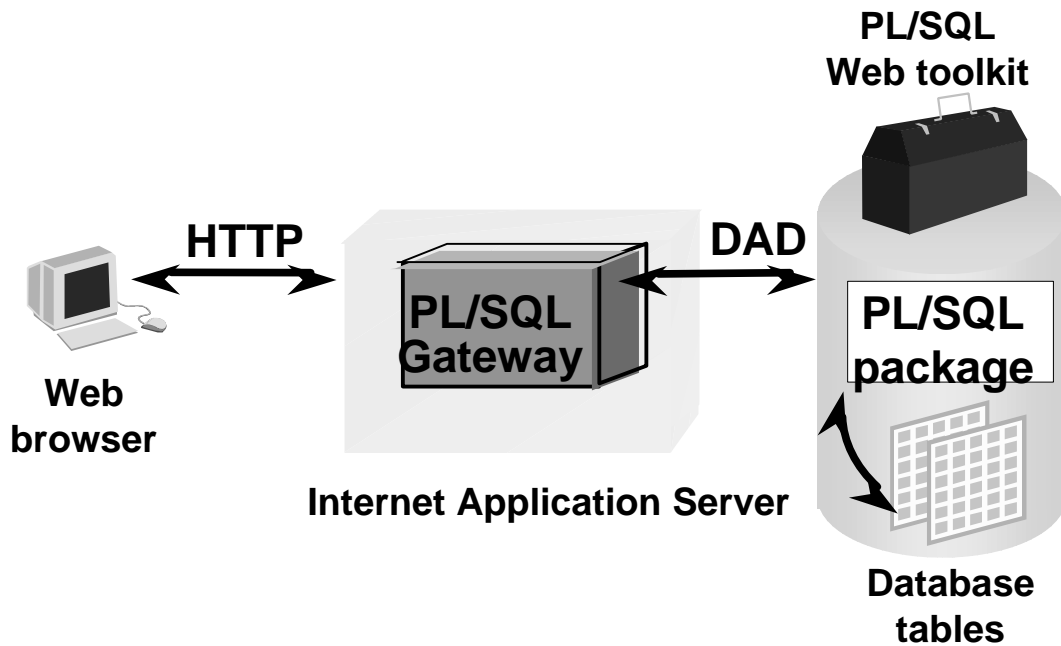 PL/SQL
Web toolkit
HTTP
DAD
PL/SQL
Gateway
PL/SQL
package
Web
browser
Internet Application Server
Database
tables